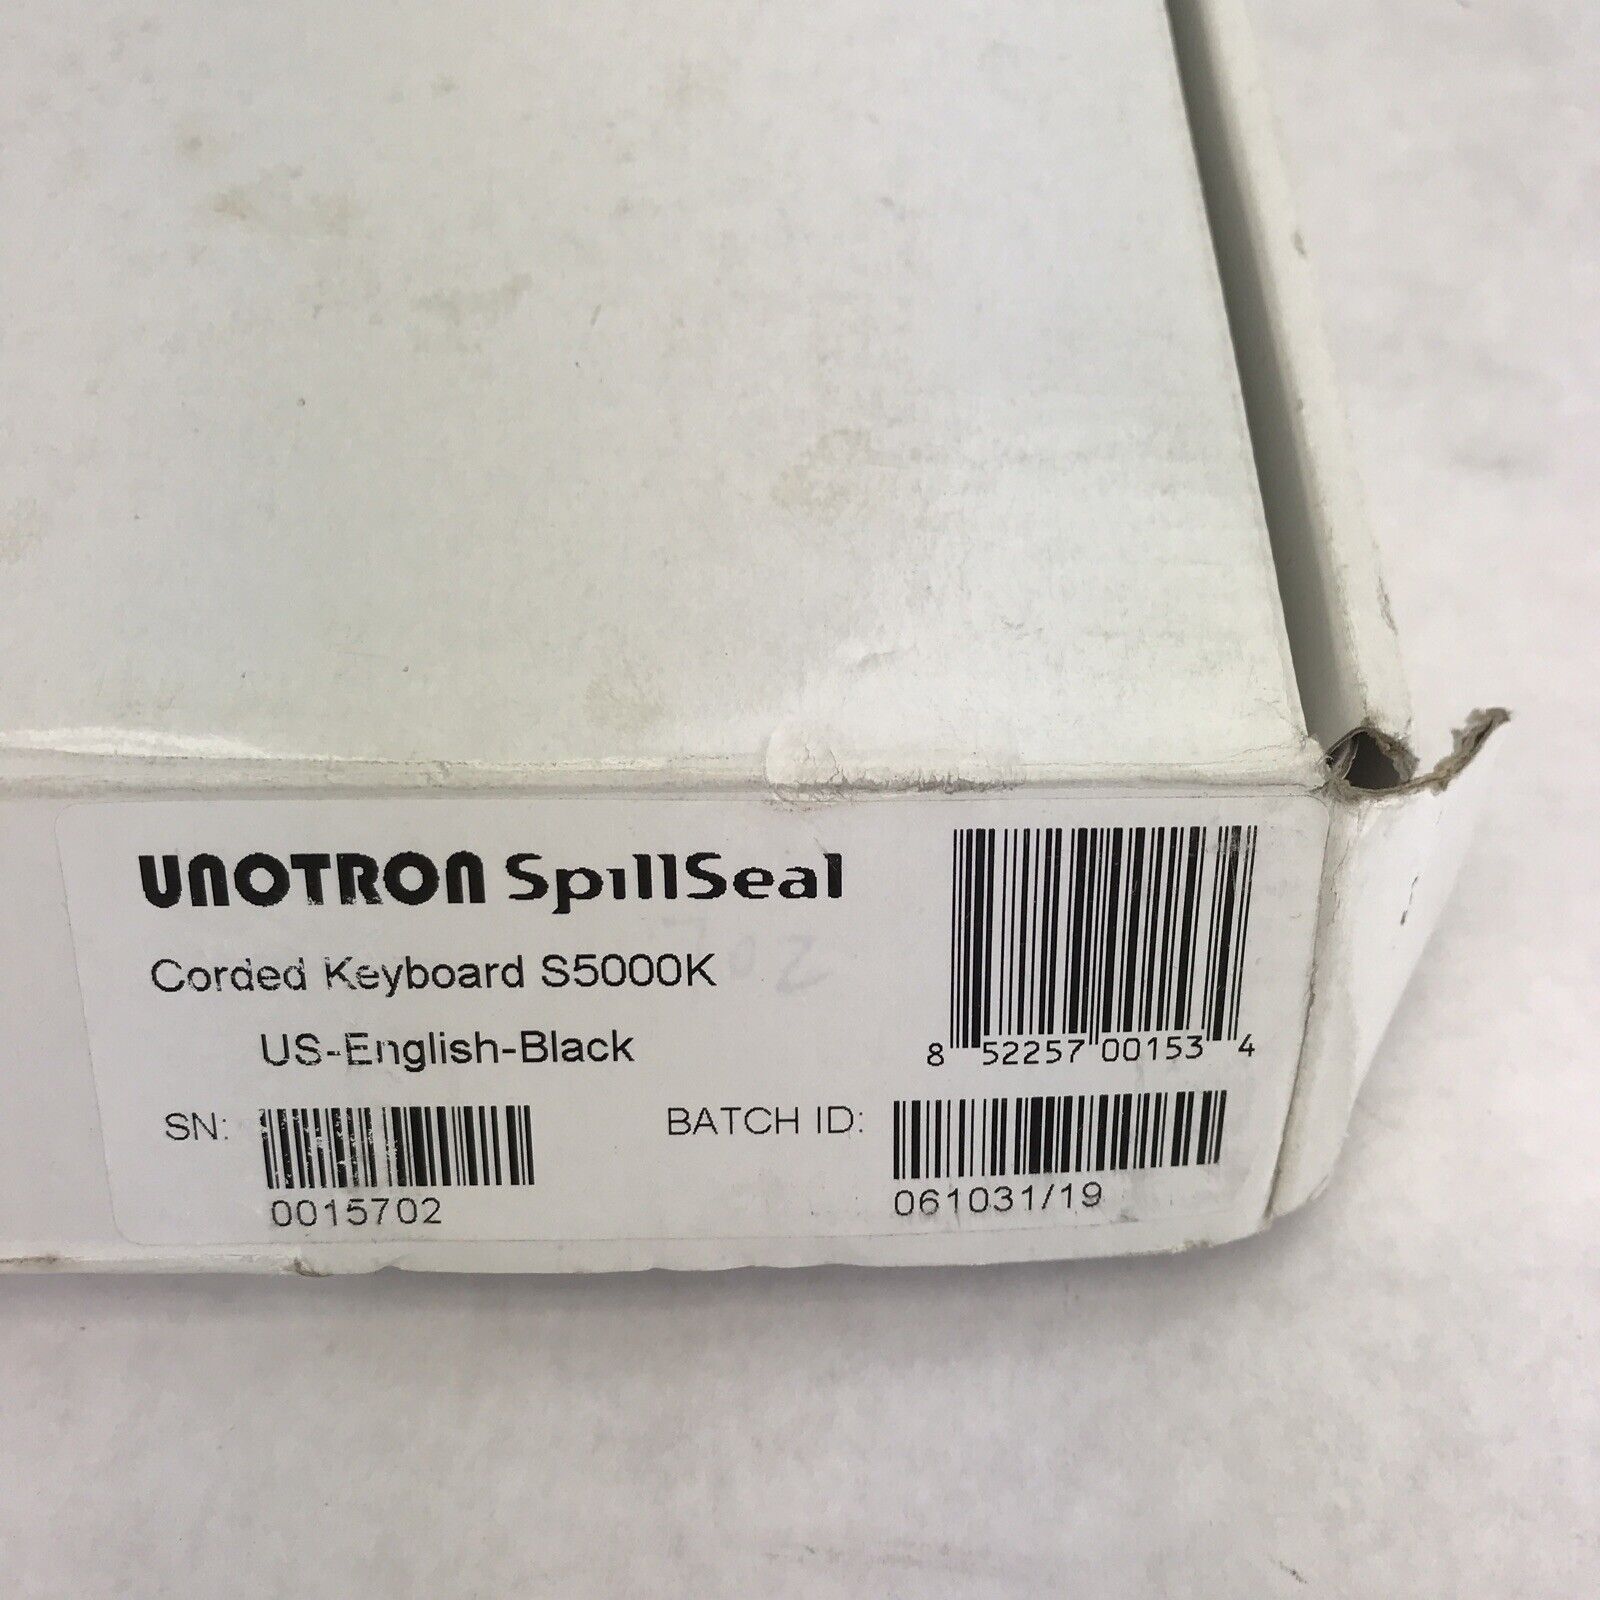 UNOTRON SpillSeal
Corded Keyboard S5000K
US-English-Black
8 52257 00153 4
SN:
0015702
BATCH ID:
061031/19